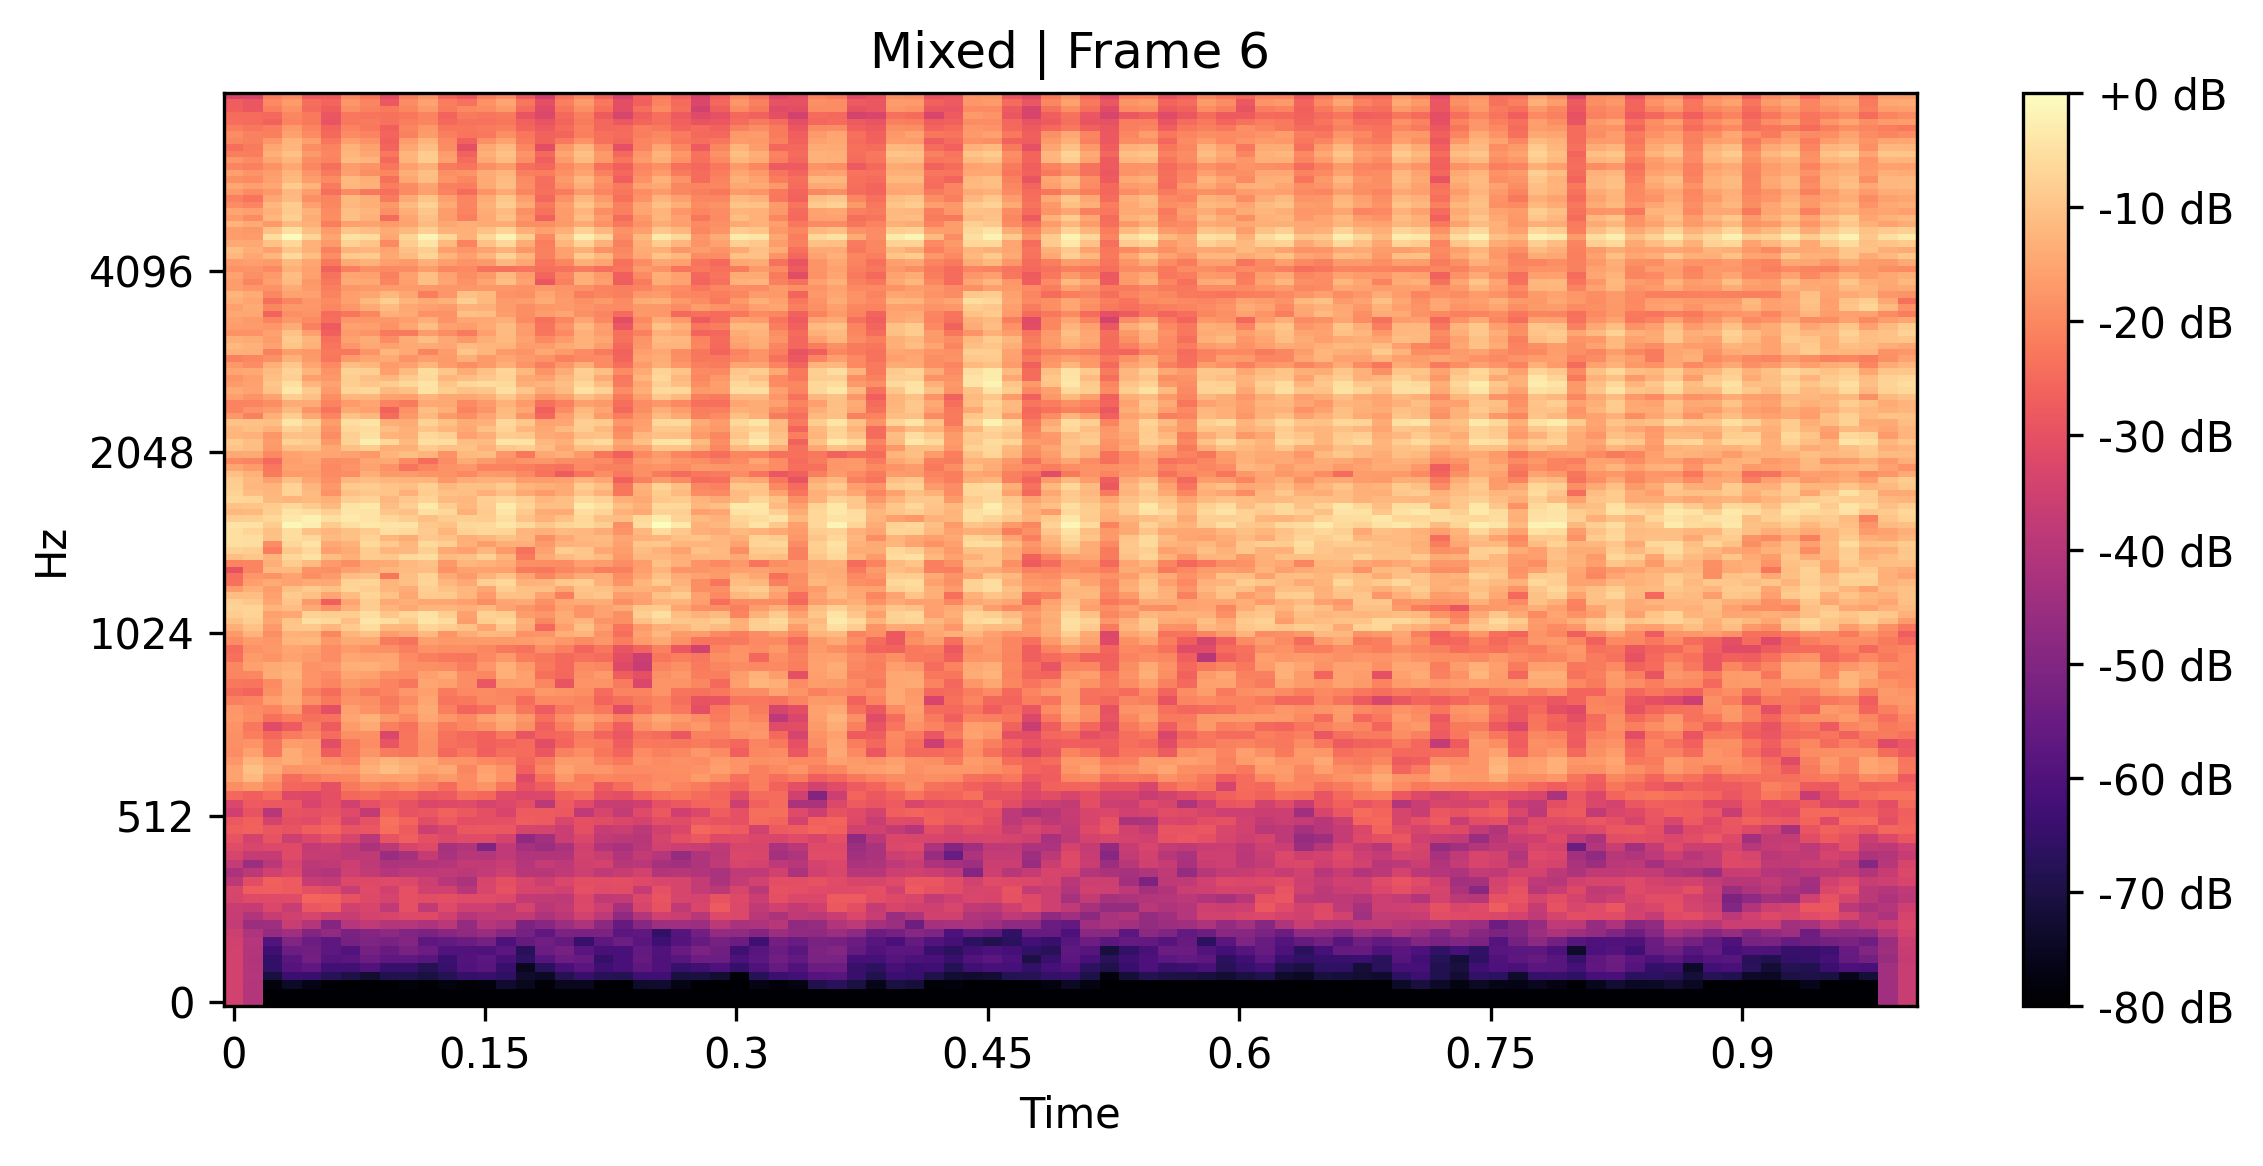 Mixed | Frame 6
Hz
4096
2048
1024
512
0
0 0.15 0.3 0.45 0.6 0.75 0.9
Time
+0 dB
-10 dB
-20 dB
-30 dB
-40 dB
-50 dB
-60 dB
-70 dB
-80 dB